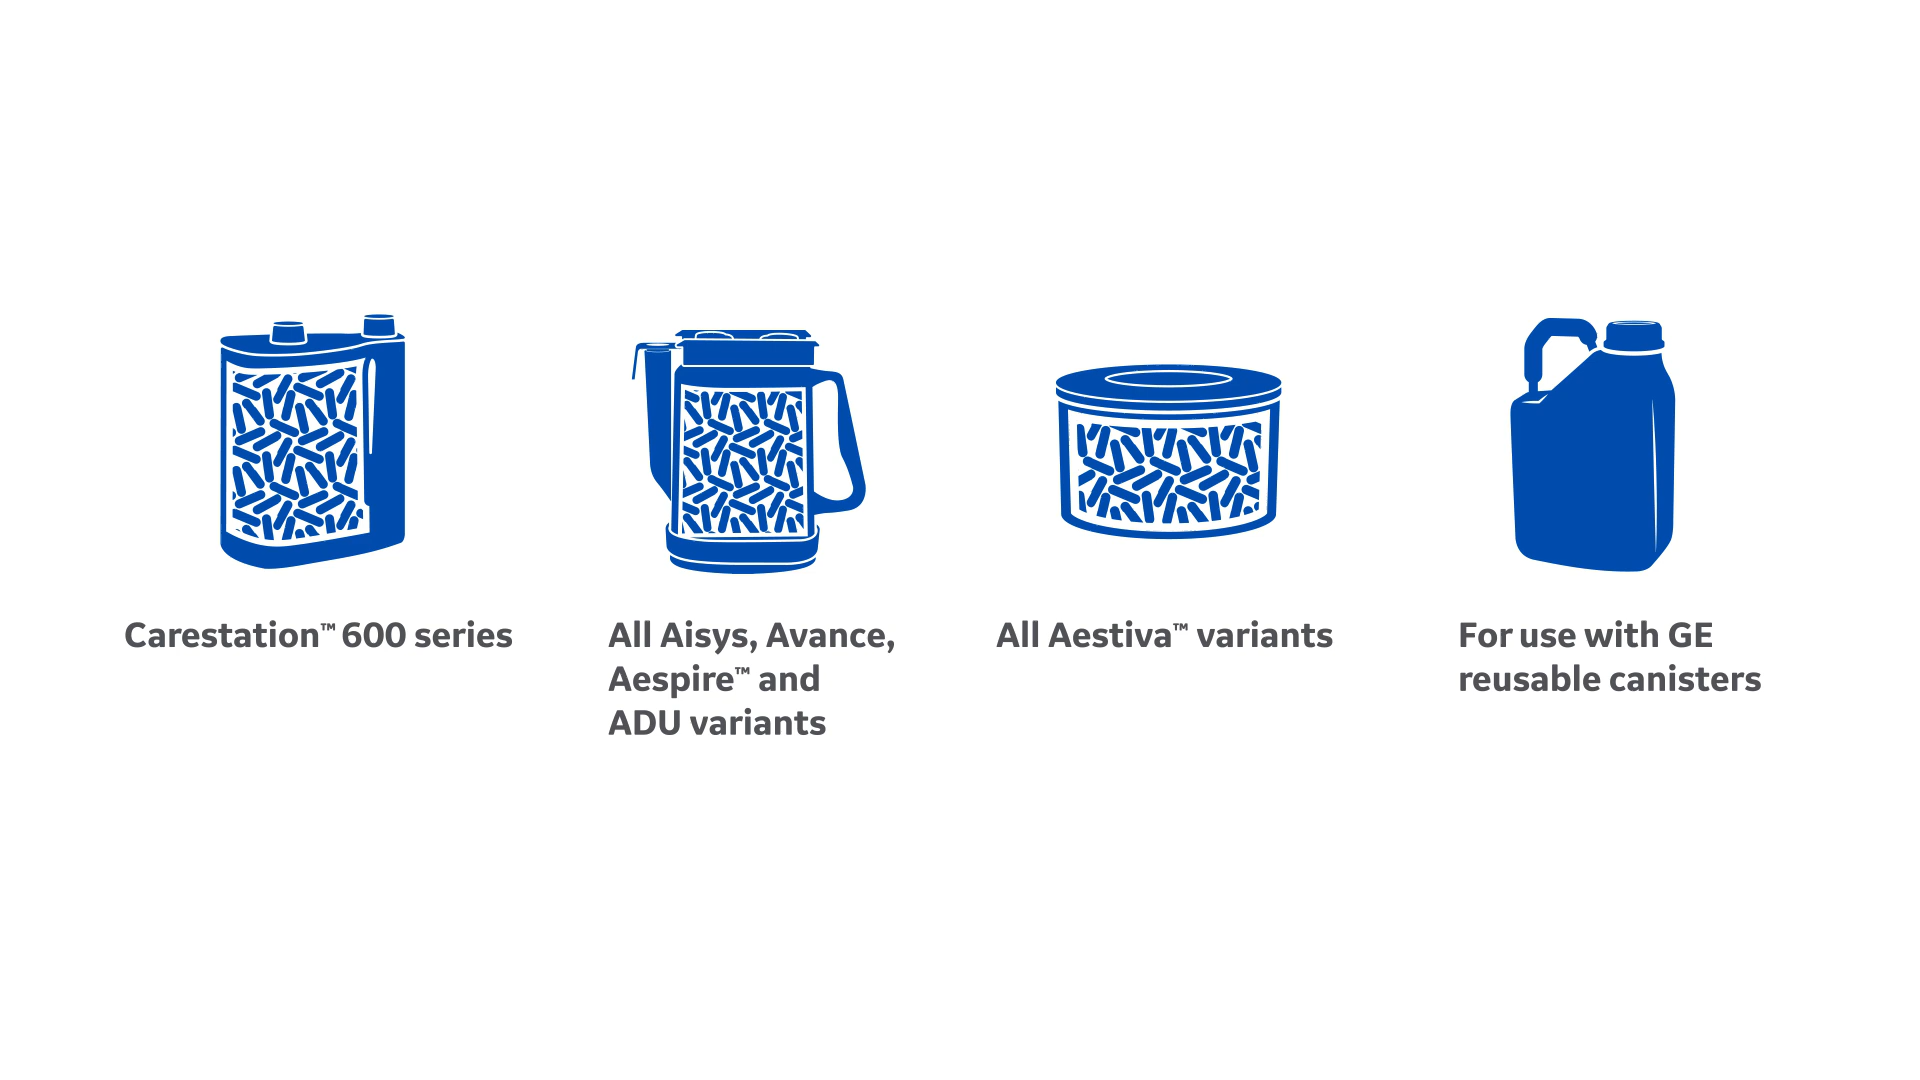 Carestation™ 600 series
All Aisys, Avance,
Aespire™ and
ADU variants
All Aestiva™ variants
For use with GE
reusable canisters